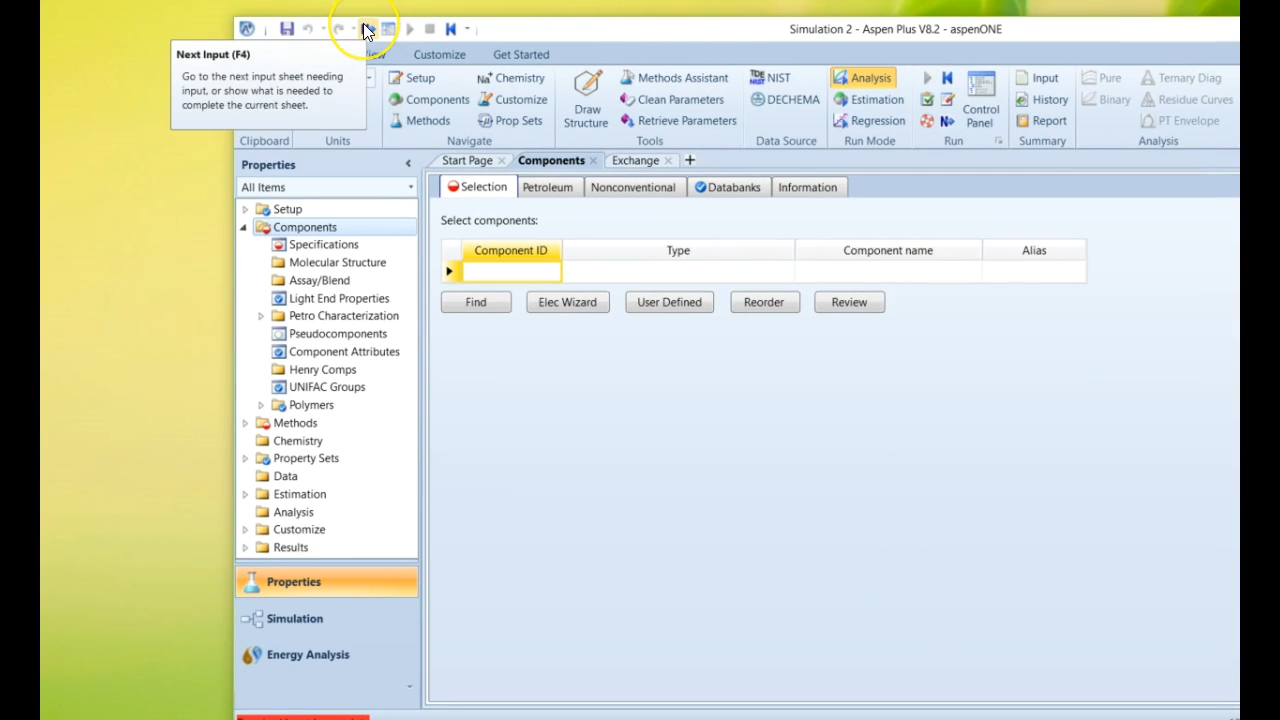 Simulation 2 - Aspen Plus V8.2 - aspenONE
Next Input (F4)
Go to the next input sheet needing
input, or show what is needed to
complete the current sheet.
View
Customize
Get Started
Setup
Components
Methods
Chemistry
Customize
Prop Sets
Draw
Structure
Methods Assistant
Clean Parameters
Retrieve Parameters
NIST
DECHEMA
Analysis
Estimation
Regression
Control
Panel
Input
History
Report
Pure
Binary
Ternary Diag
Residue Curves
PT Envelope
Clipboard
Units
Navigate
Tools
Data Source
Run Mode
Run
Summary
Analysis
Properties
Start Page
Components
Exchange
All Items
Selection
Petroleum
Nonconventional
Databanks
Information
Setup
Components
Specifications
Molecular Structure
Assay/Blend
Light End Properties
Petro Characterization
Pseudocomponents
Component Attributes
Henry Comps
UNIFAC Groups
Polymers
Methods
Chemistry
Property Sets
Data
Estimation
Analysis
Customize
Results
Select components:
Component ID
Type
Component name
Alias
Find
Elec Wizard
User Defined
Reorder
Review
Properties
Simulation
Energy Analysis